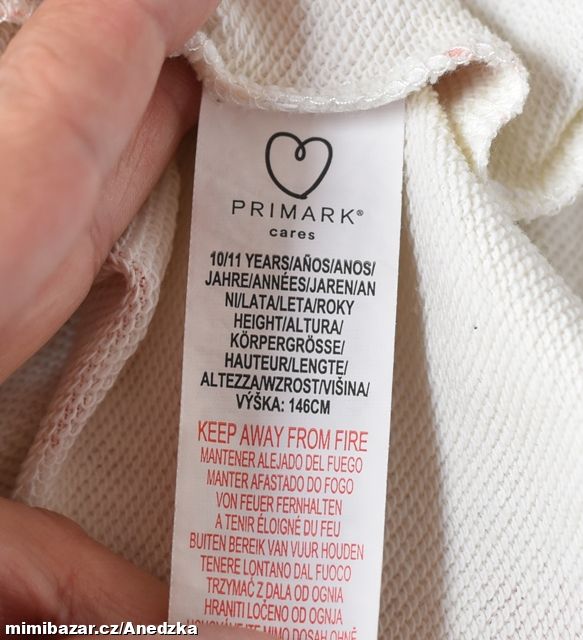 PRIMARK®
cares
10/11 YEARS/AÑOS/ANOS/
JAHRE/ANNÉES/JAREN/AN
NI/LATA/LETA/ROKY
HEIGHT/ALTURA/
KÖRPERGRÖSSE/
HAUTEUR/LENGTE/
ALTEZZA/WZROST/VIŠINA/
VÝŠKA: 146CM
KEEP AWAY FROM FIRE
MANTENER ALEJADO DEL FUEGO
MANTER AFASTADO DO FOGO
VON FEUER FERNHALTEN
A TENIR ÉLOIGNÉ DU FEU
BUITEN BEREIK VAN VUUR HOUDEN
TENERE LONTANO DAL FUOCO
TRZYMAĆ Z DALA OD OGNIA
HRANITI LOČENO OD OGNJA
MIMO DOSAH OHNĚ
mimibazar.cz/Anedzka